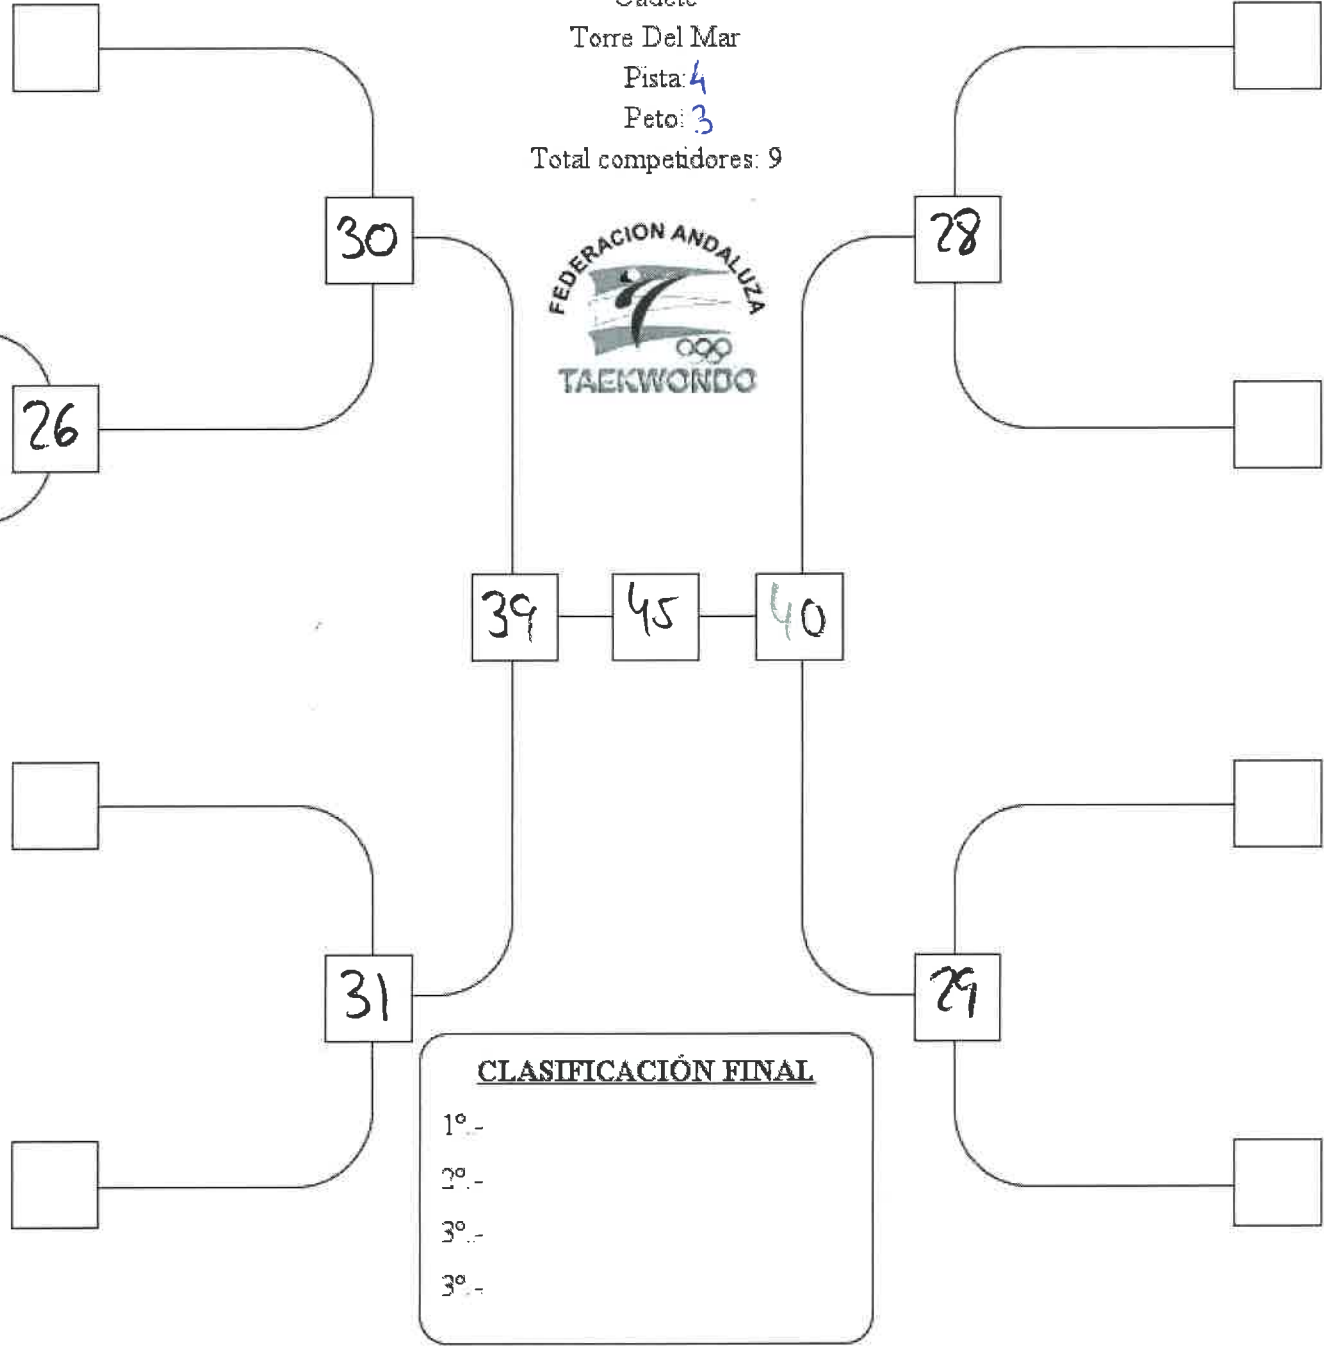 Cadete
Torre Del Mar
Pista: 4
Peto: 3
Total competidores: 9
FEDERACION ANDALUZA
TAEKWONDO
30
28
26
39
45
40
31
29
CLASIFICACIÓN FINAL
1º.-
2º.-
3º.-
3º.-